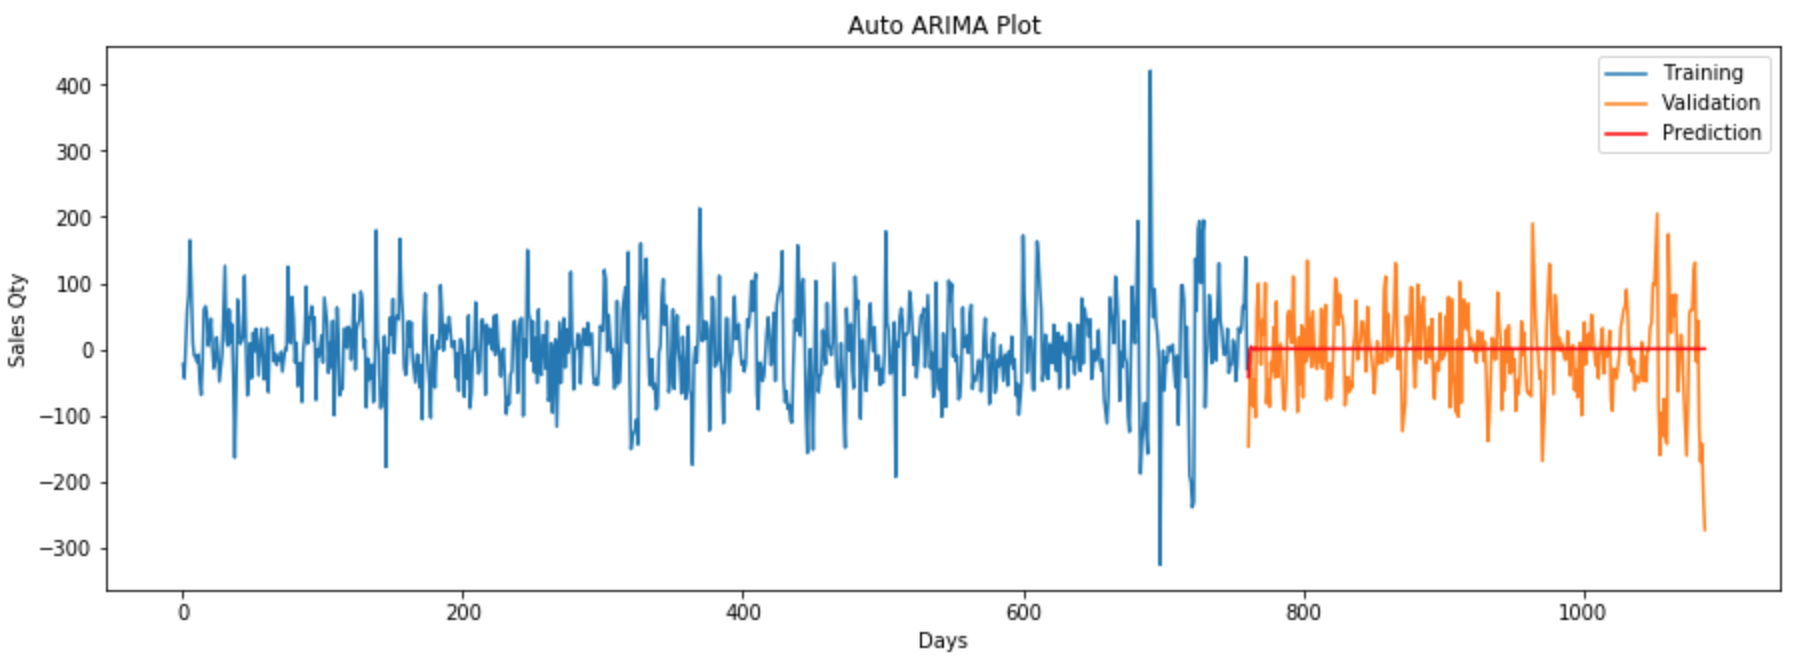 Auto ARIMA Plot
Training
Validation
Prediction
Sales Qty
400
300
200
100
0
−100
−200
−300
0 200 400 600 800 1000
Days